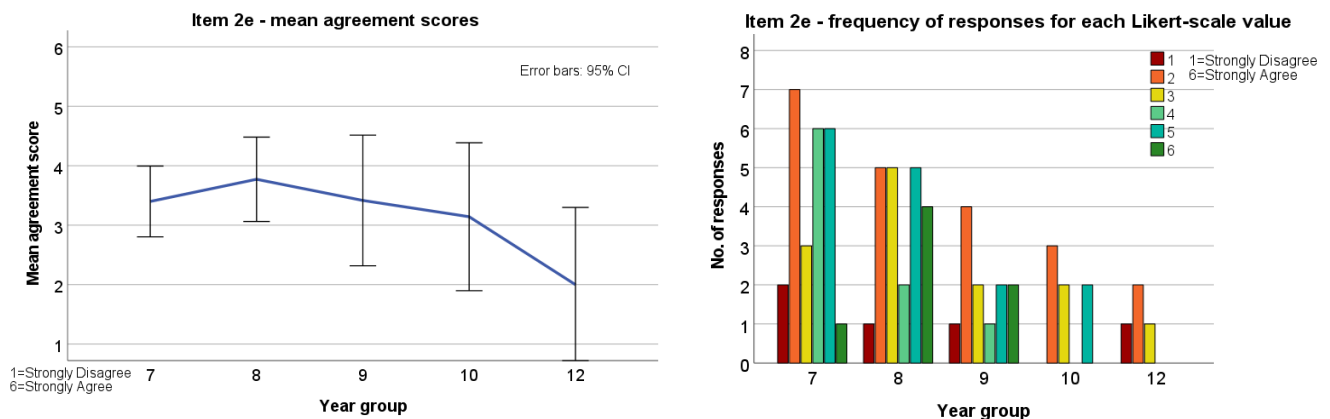 Item 2e - mean agreement scores
6
5
4
3
2
1
Mean agreement score
Error bars: 95% CI
1=Strongly Disagree
6=Strongly Agree
7 8 9 10 12
Year group
Item 2e - frequency of responses for each Likert-scale value
8
7
6
5
4
3
2
1
0
No. of responses
1
2
3
4
5
6
1=Strongly Disagree
6=Strongly Agree
7 8 9 10 12
Year group